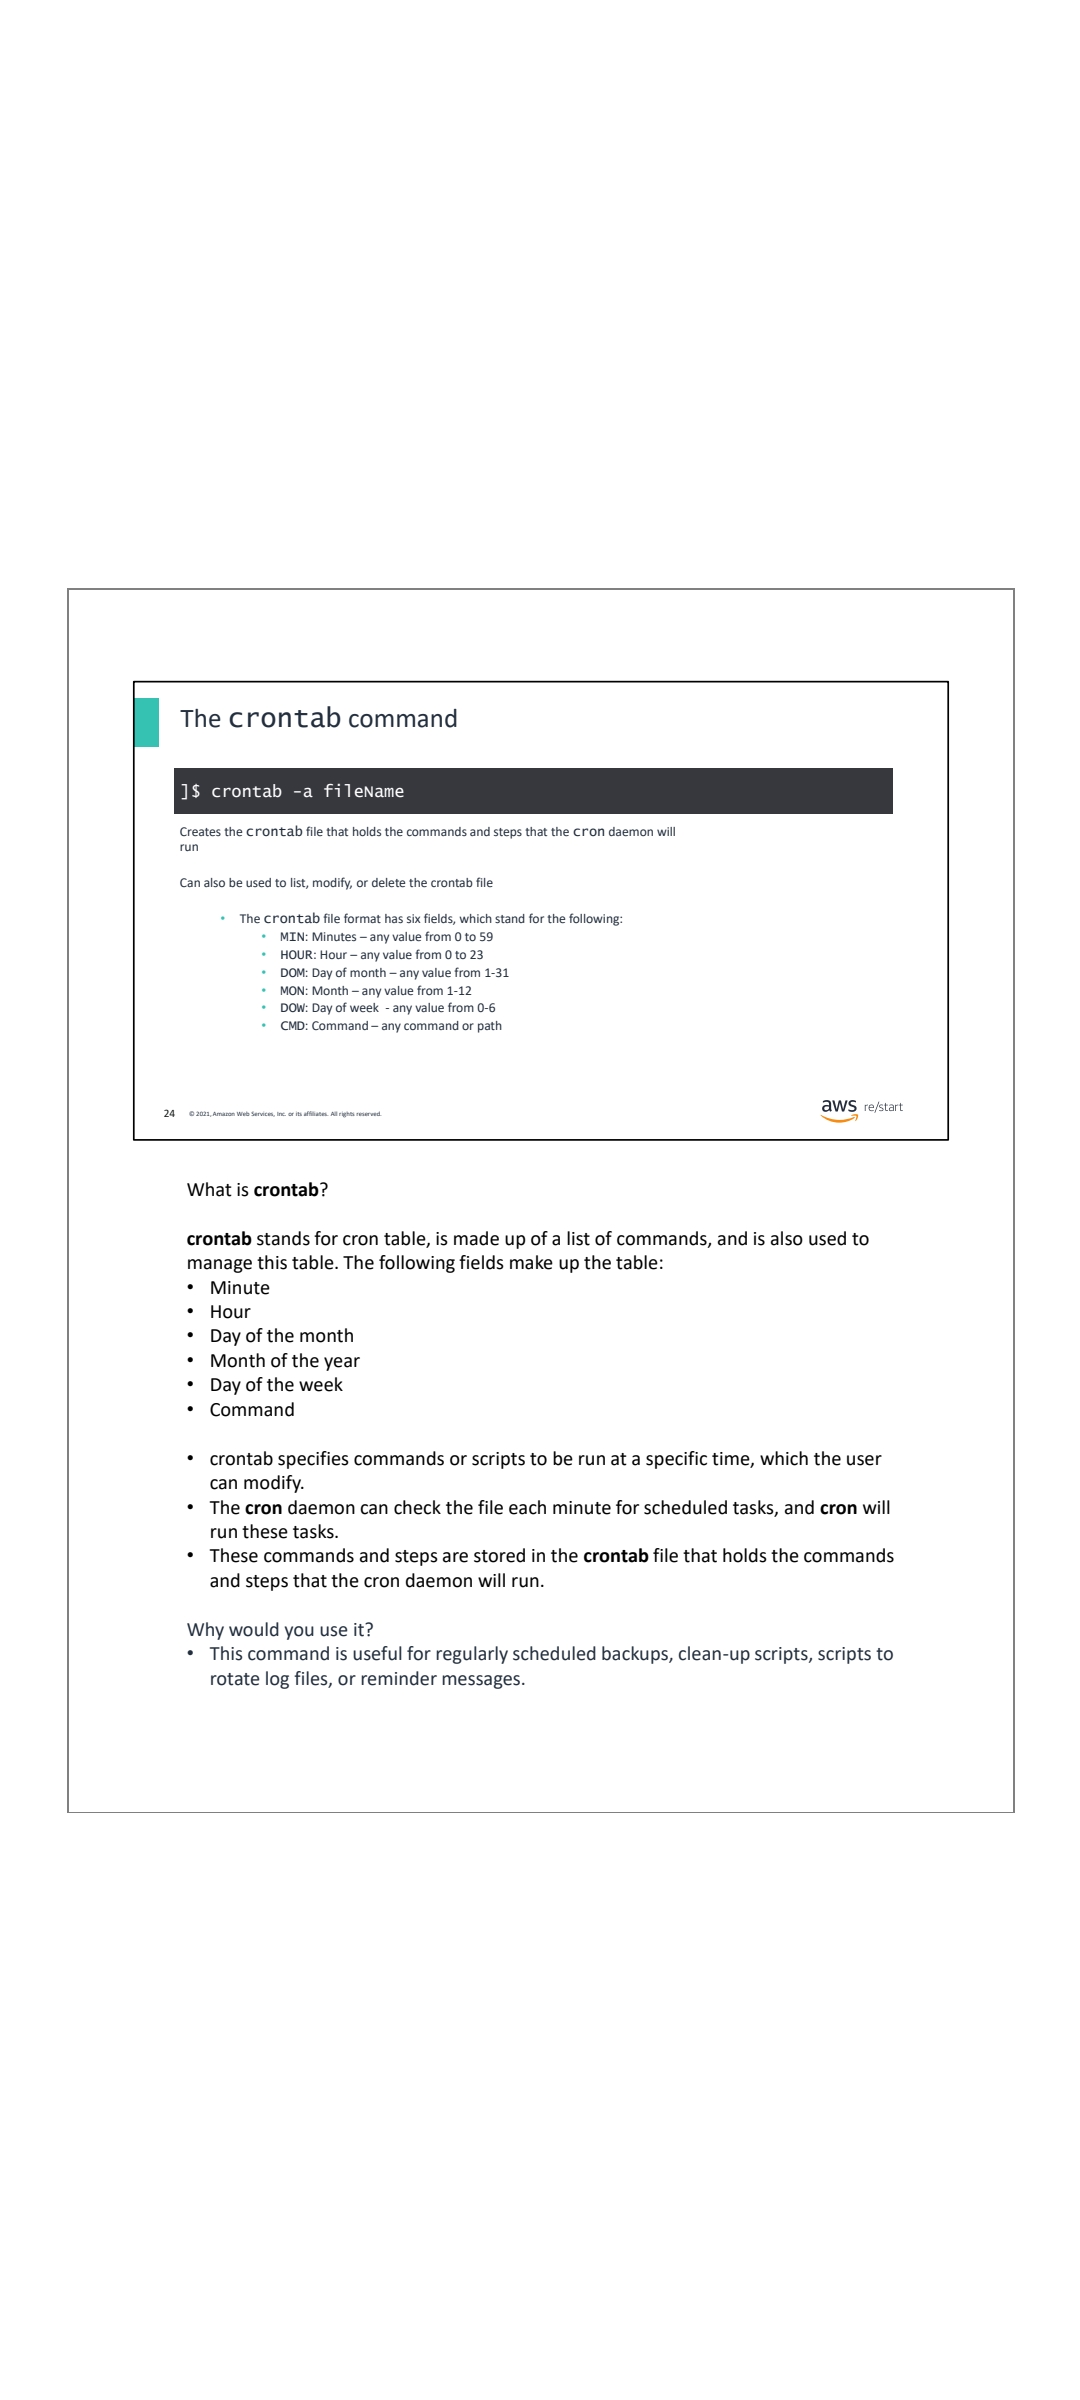 The crontab command
]$ crontab -a fileName
Creates the crontab file that holds the commands and steps that the cron daemon will
run
Can also be used to list, modify, or delete the crontab file
• The crontab file format has six fields, which stand for the following:
• MIN: Minutes – any value from 0 to 59
• HOUR: Hour – any value from 0 to 23
• DOM: Day of month – any value from 1-31
• MON: Month – any value from 1-12
• DOW: Day of week  - any value from 0-6
• CMD: Command – any command or path
24 © 2021, Amazon Web Services, Inc. or its affiliates. All rights reserved.
aws re/start
What is crontab?
crontab stands for cron table, is made up of a list of commands, and is also used to
manage this table. The following fields make up the table:
• Minute
• Hour
• Day of the month
• Month of the year
• Day of the week
• Command
• crontab specifies commands or scripts to be run at a specific time, which the user
can modify.
• The cron daemon can check the file each minute for scheduled tasks, and cron will
run these tasks.
• These commands and steps are stored in the crontab file that holds the commands
and steps that the cron daemon will run.
Why would you use it?
• This command is useful for regularly scheduled backups, clean-up scripts, scripts to
rotate log files, or reminder messages.